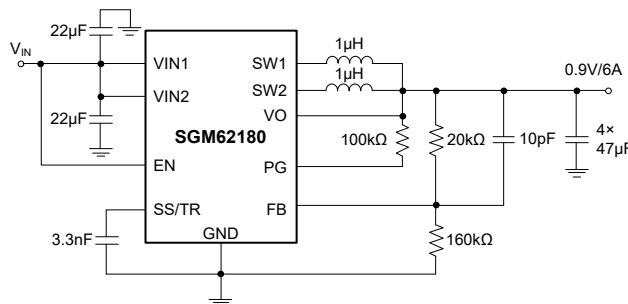 22µF
1µH
V_IN
VIN1
SW1
1µH
0.9V/6A
VIN2
SW2
22µF
VO
SGM62180
100kΩ
20kΩ
10pF
4×
47µF
EN
PG
SS/TR
FB
3.3nF
GND
160kΩ